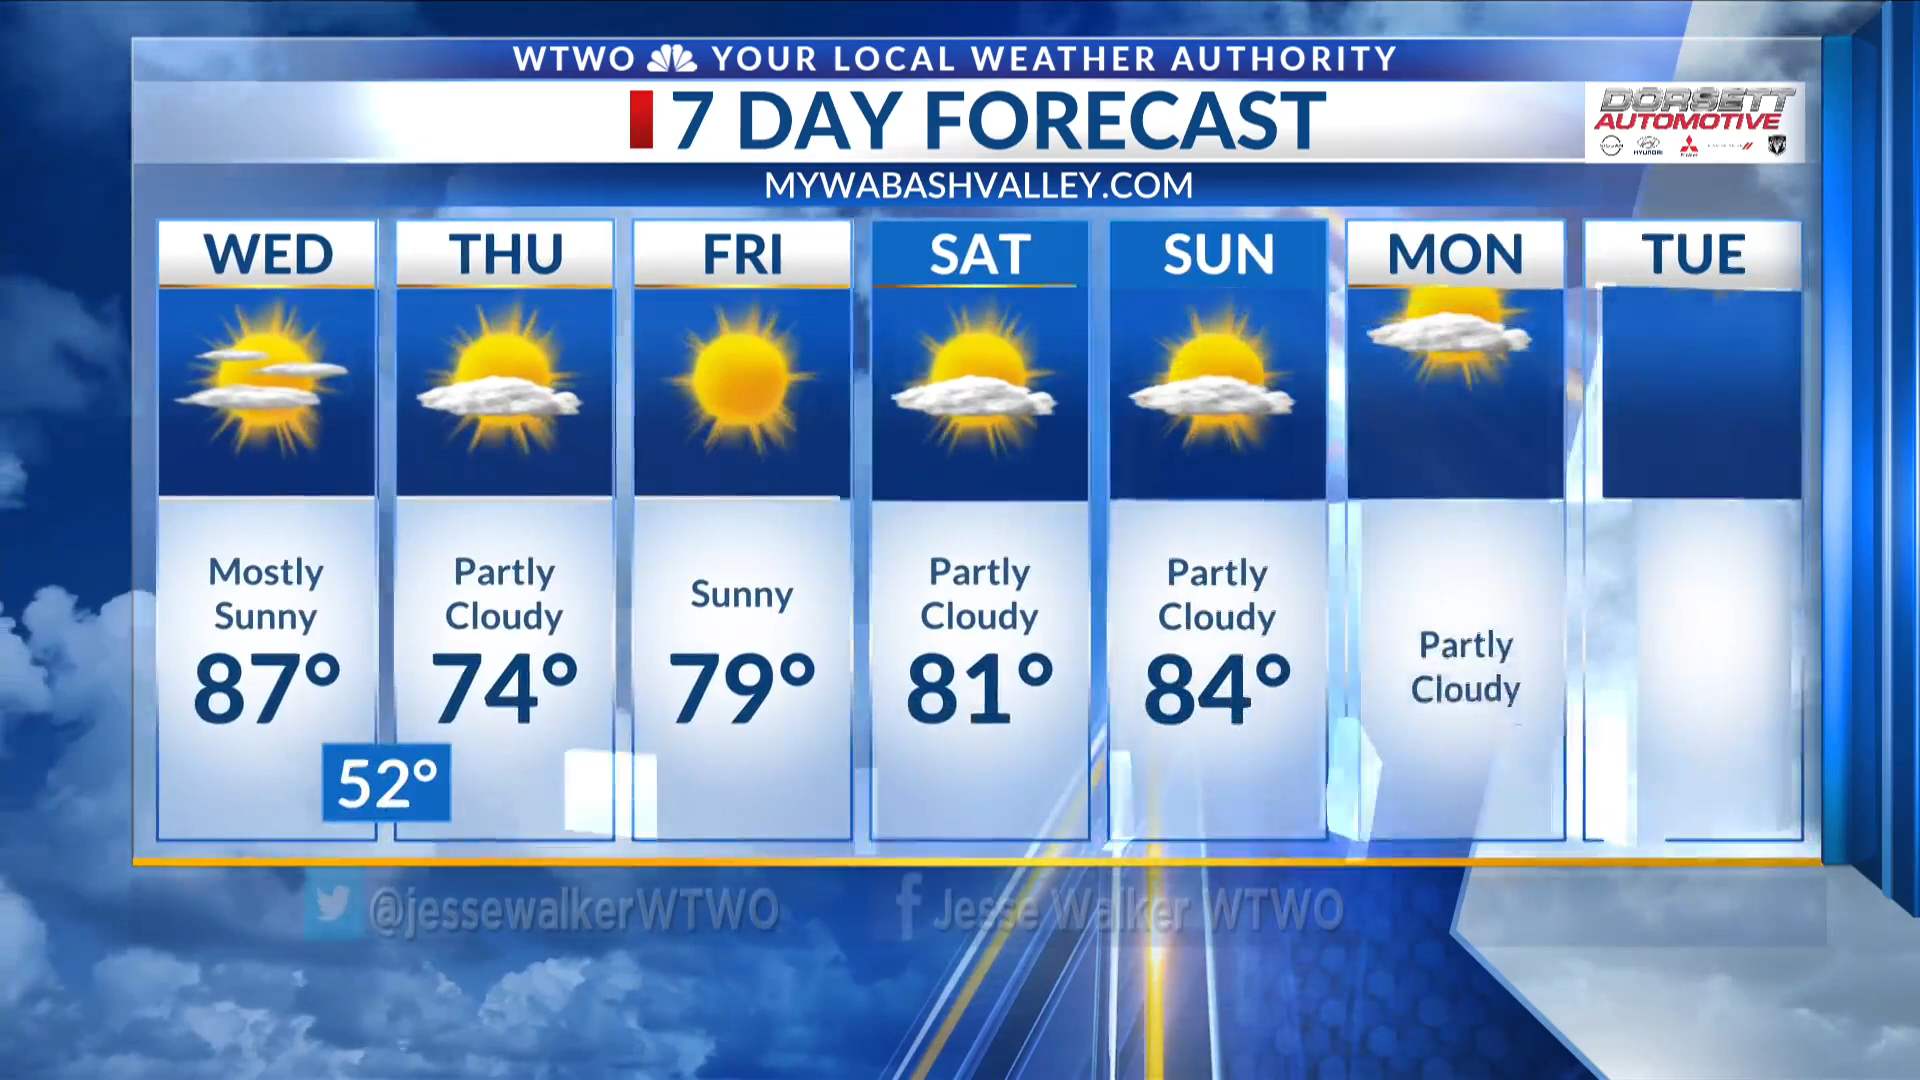 WTWO YOUR LOCAL WEATHER AUTHORITY
7 DAY FORECAST
DORSETT
AUTOMOTIVE
HYUNDAI
MYWABASHVALLEY.COM
WED THU FRI SAT SUN MON TUE
Mostly
Sunny
87°
Partly
Cloudy
74°
Sunny
79°
Partly
Cloudy
81°
Partly
Cloudy
84°
Partly
Cloudy
52°
@jessewalkerWTWO
Jesse Walker WTWO